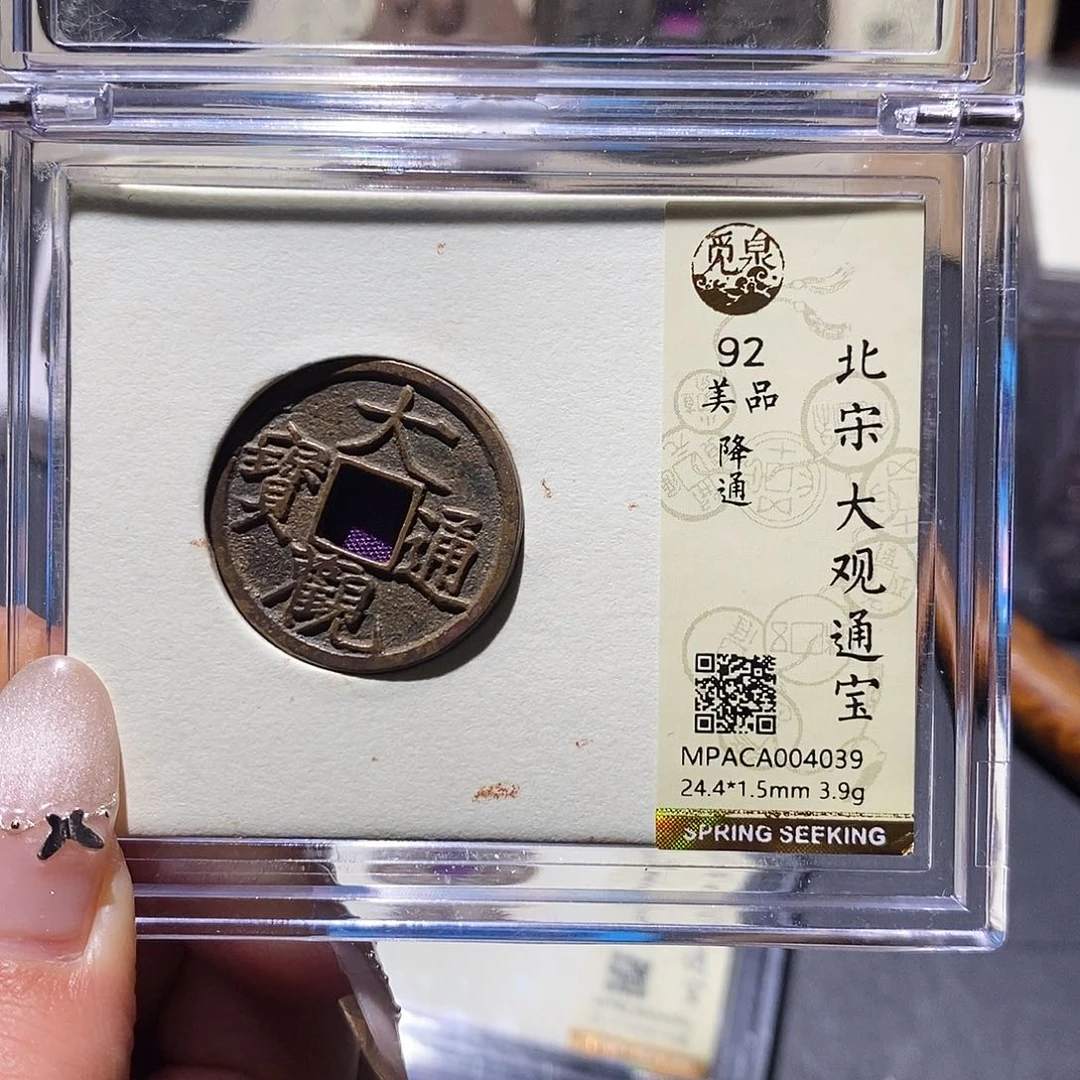 大
寶 通
觀
觅泉
92
美品
降通
北宋大观通宝
MPACA004039
24.4*1.5mm 3.9g
SPRING SEEKING